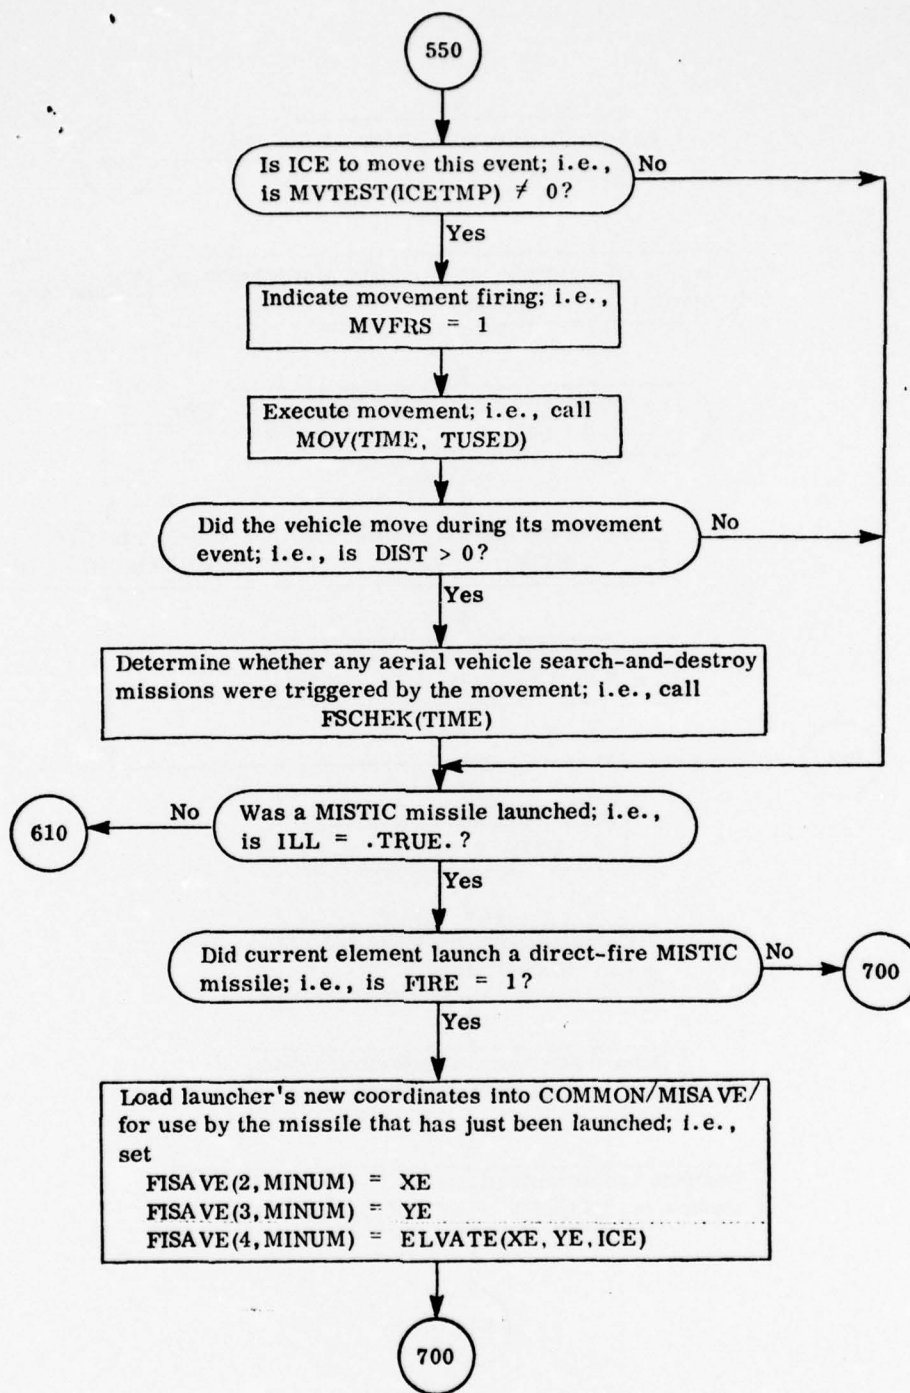 550
Is ICE to move this event; i.e.,
is MVTEST(ICETMP) ≠ 0?
No
Yes
Indicate movement firing; i.e.,
MVFRS = 1
Execute movement; i.e., call
MOV(TIME, TUSED)
Did the vehicle move during its movement
event; i.e., is DIST > 0?
No
Yes
Determine whether any aerial vehicle search-and-destroy
missions were triggered by the movement; i.e., call
FSCHEK(TIME)
Was a MISTIC missile launched; i.e.,
is ILL = .TRUE.?
No
610
Yes
Did current element launch a direct-fire MISTIC
missile; i.e., is FIRE = 1?
No
700
Yes
Load launcher's new coordinates into COMMON/MISAVE/
for use by the missile that has just been launched; i.e.,
set
FISAVE(2,MINUM) = XE
FISAVE(3,MINUM) = YE
FISAVE(4,MINUM) = ELVATE(XE,YE,ICE)
700